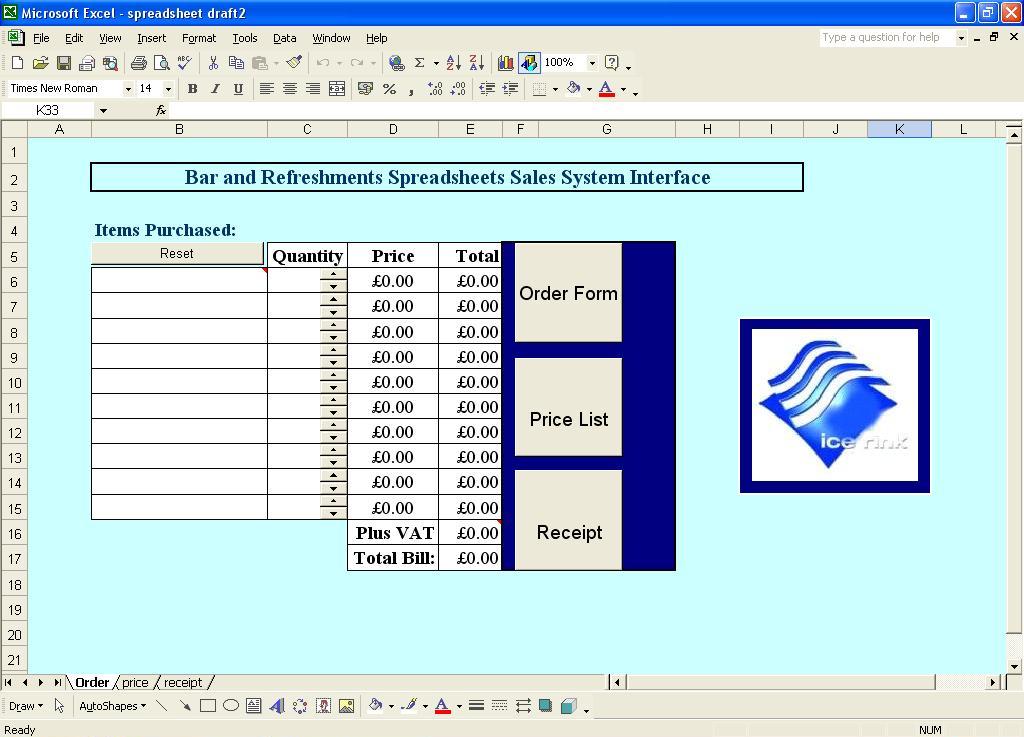 Microsoft Excel - spreadsheet draft2
File Edit View Insert Format Tools Data Window Help
Type a question for help
Σ 100%
Times New Roman 14 B I U % ,
K33 fx
A B C D E F G H I J K L
1
2 Bar and Refreshments Spreadsheets Sales System Interface
3
4 Items Purchased:
5 Reset Quantity Price Total
6 £0.00 £0.00
Order Form
7 £0.00 £0.00
8 £0.00 £0.00
9 £0.00 £0.00
10 £0.00 £0.00
11 £0.00 £0.00
Price List
12 £0.00 £0.00
13 £0.00 £0.00
14 £0.00 £0.00
15 £0.00 £0.00
16 Plus VAT £0.00
Receipt
17 Total Bill: £0.00
ice rink
18
19
20
21
Order price receipt
Draw AutoShapes A A
Ready NUM